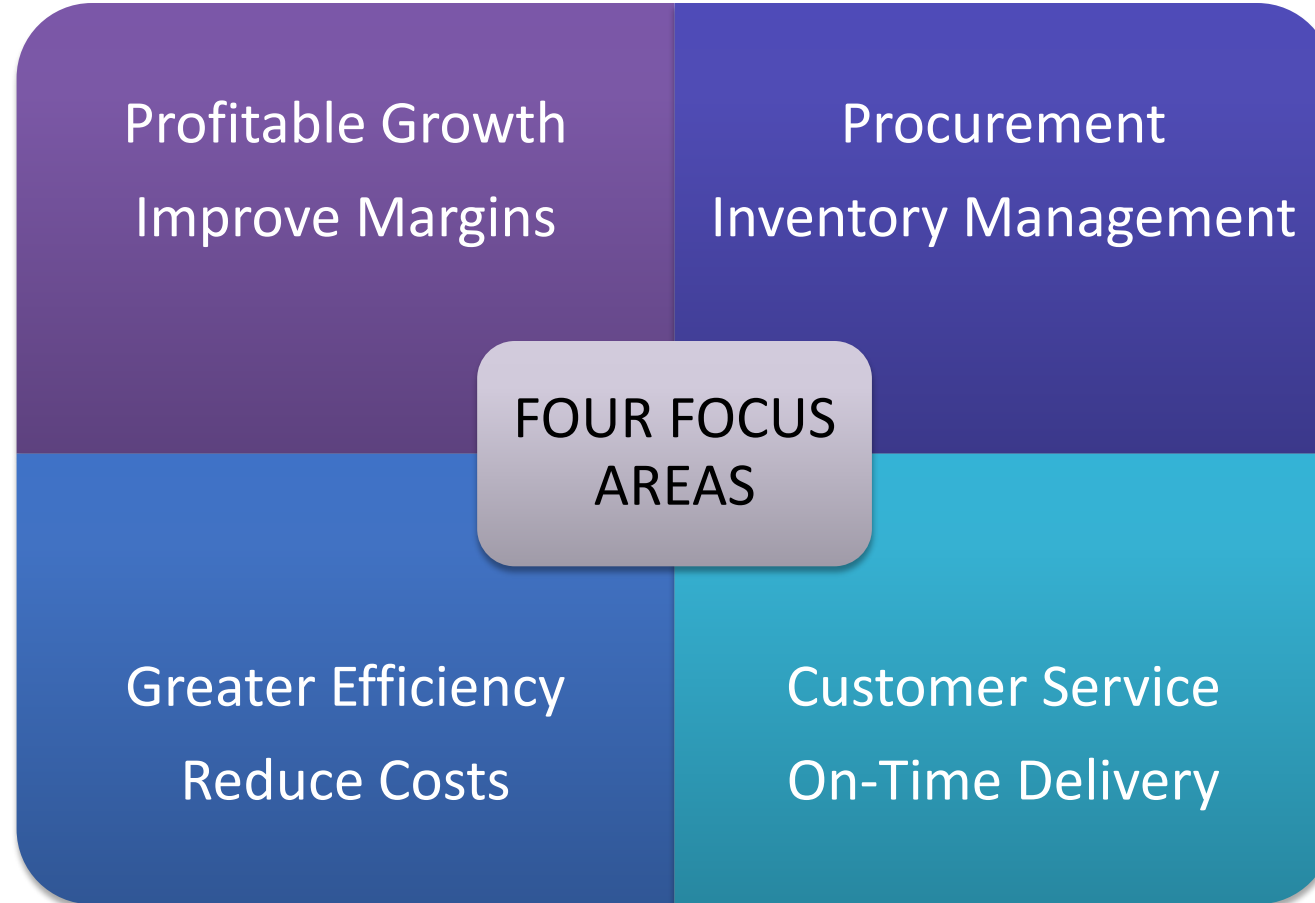 Profitable Growth
Improve Margins
Procurement
Inventory Management
FOUR FOCUS
AREAS
Greater Efficiency
Reduce Costs
Customer Service
On-Time Delivery